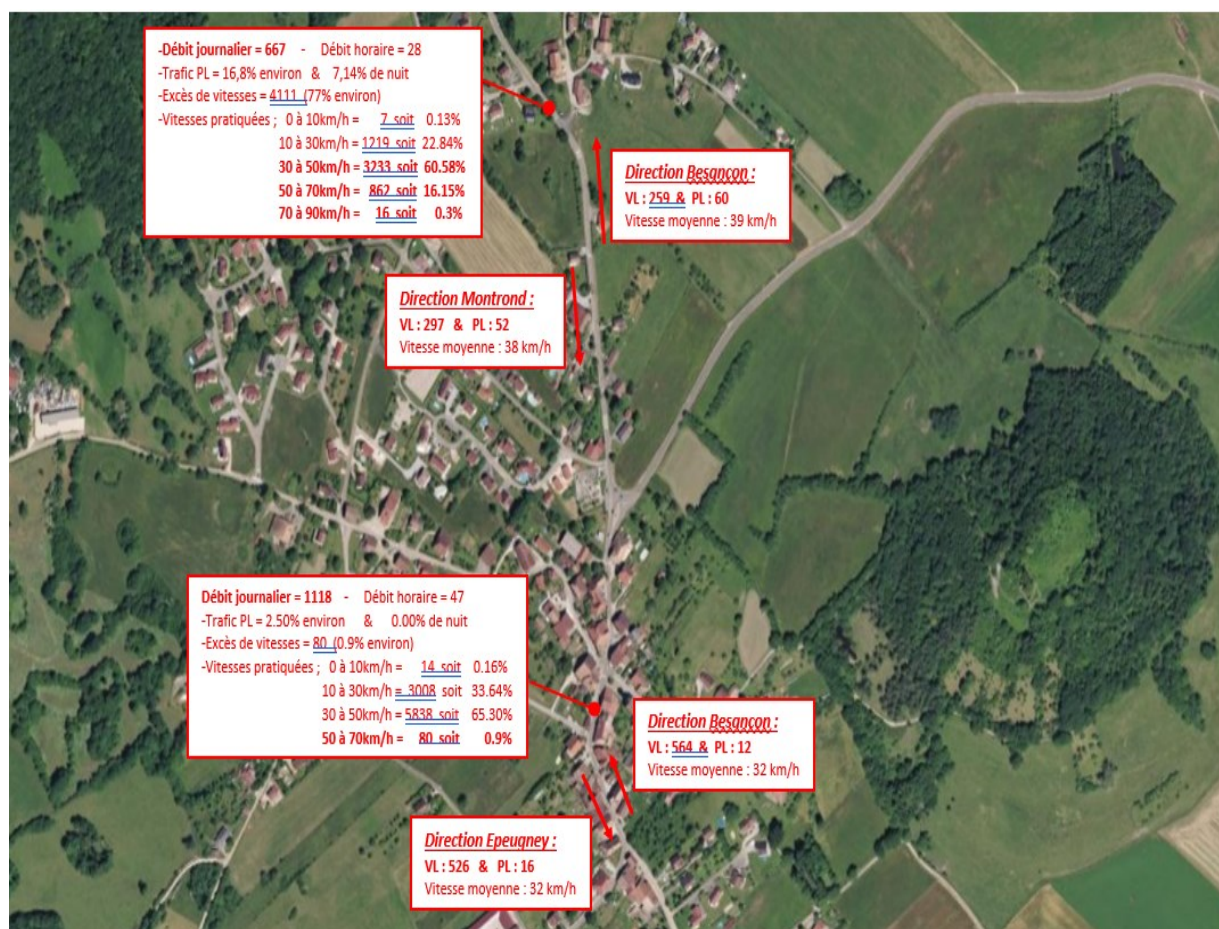 -Débit journalier = 667 - Débit horaire = 28
-Trafic PL = 16,8% environ & 7,14% de nuit
-Excès de vitesses = 4111 (77% environ)
-Vitesses pratiquées ; 0 à 10km/h = 7 soit 0.13%
10 à 30km/h = 1219 soit 22.84%
30 à 50km/h = 3233 soit 60.58%
50 à 70km/h = 862 soit 16.15%
70 à 90km/h = 16 soit 0.3%
Direction Besançon :
VL : 259 & PL : 60
Vitesse moyenne : 39 km/h
Direction Montrond :
VL : 297 & PL : 52
Vitesse moyenne : 38 km/h
Débit journalier = 1118 - Débit horaire = 47
-Trafic PL = 2.50% environ & 0.00% de nuit
-Excès de vitesses = 80 (0.9% environ)
-Vitesses pratiquées ; 0 à 10km/h = 14 soit 0.16%
10 à 30km/h = 3008 soit 33.64%
30 à 50km/h = 5838 soit 65.30%
50 à 70km/h = 80 soit 0.9%
Direction Besançon :
VL : 564 & PL : 12
Vitesse moyenne : 32 km/h
Direction Epeugney :
VL : 526 & PL : 16
Vitesse moyenne : 32 km/h